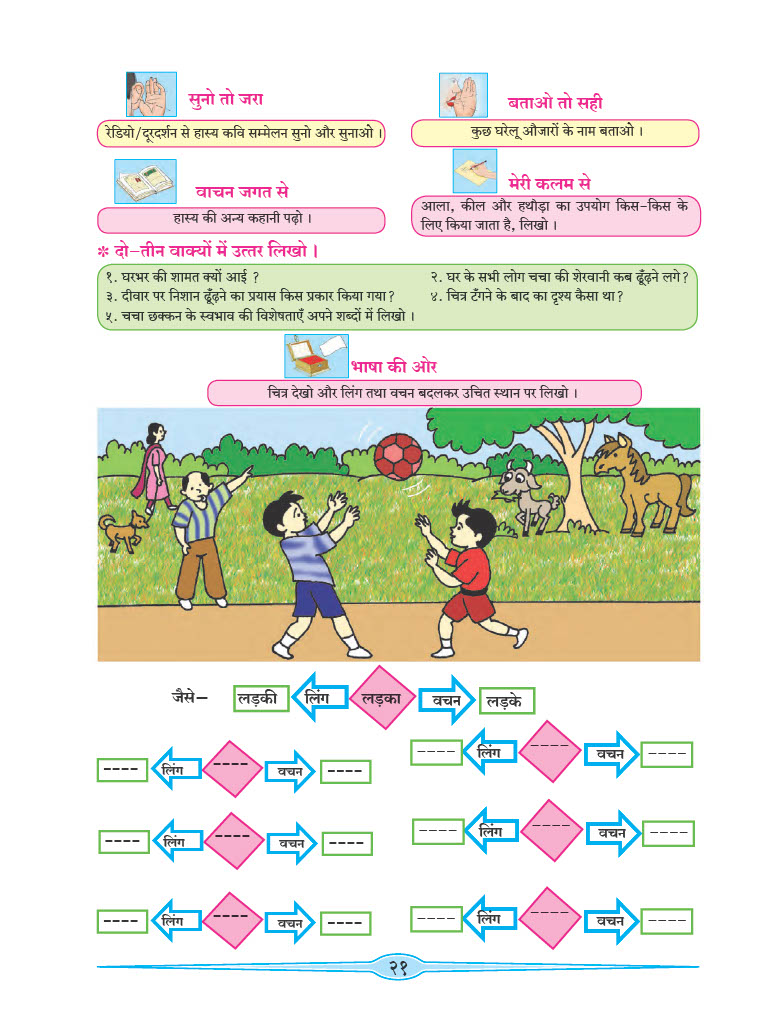 सुनो तो जरा
रेडियो/दूरदर्शन से हास्य कवि सम्मेलन सुनो और सुनाओ ।
बताओ तो सही
कुछ घरेलू औजारों के नाम बताओ ।
वाचन जगत से
हास्य की अन्य कहानी पढ़ो ।
मेरी कलम से
आला, कील और हथौड़ा का उपयोग किस-किस के
लिए किया जाता है, लिखो ।
* दो-तीन वाक्यों में उत्तर लिखो ।
१. घरभर की शामत क्यों आई ?
२. घर के सभी लोग चचा की शेरवानी कब ढूँढ़ने लगे ?
३. दीवार पर निशान ढूँढ़ने का प्रयास किस प्रकार किया गया ?
४. चित्र टँगने के बाद का दृश्य कैसा था ?
५. चचा छक्कन के स्वभाव की विशेषताएँ अपने शब्दों में लिखो ।
भाषा की ओर
चित्र देखो और लिंग तथा वचन बदलकर उचित स्थान पर लिखो ।
जैसे- लड़की लिंग लड़का वचन लड़के
---- लिंग ---- वचन ----
---- लिंग ---- वचन ----
---- लिंग ---- वचन ----
---- लिंग ---- वचन ----
---- लिंग ---- वचन ----
---- लिंग ---- वचन ----
२१